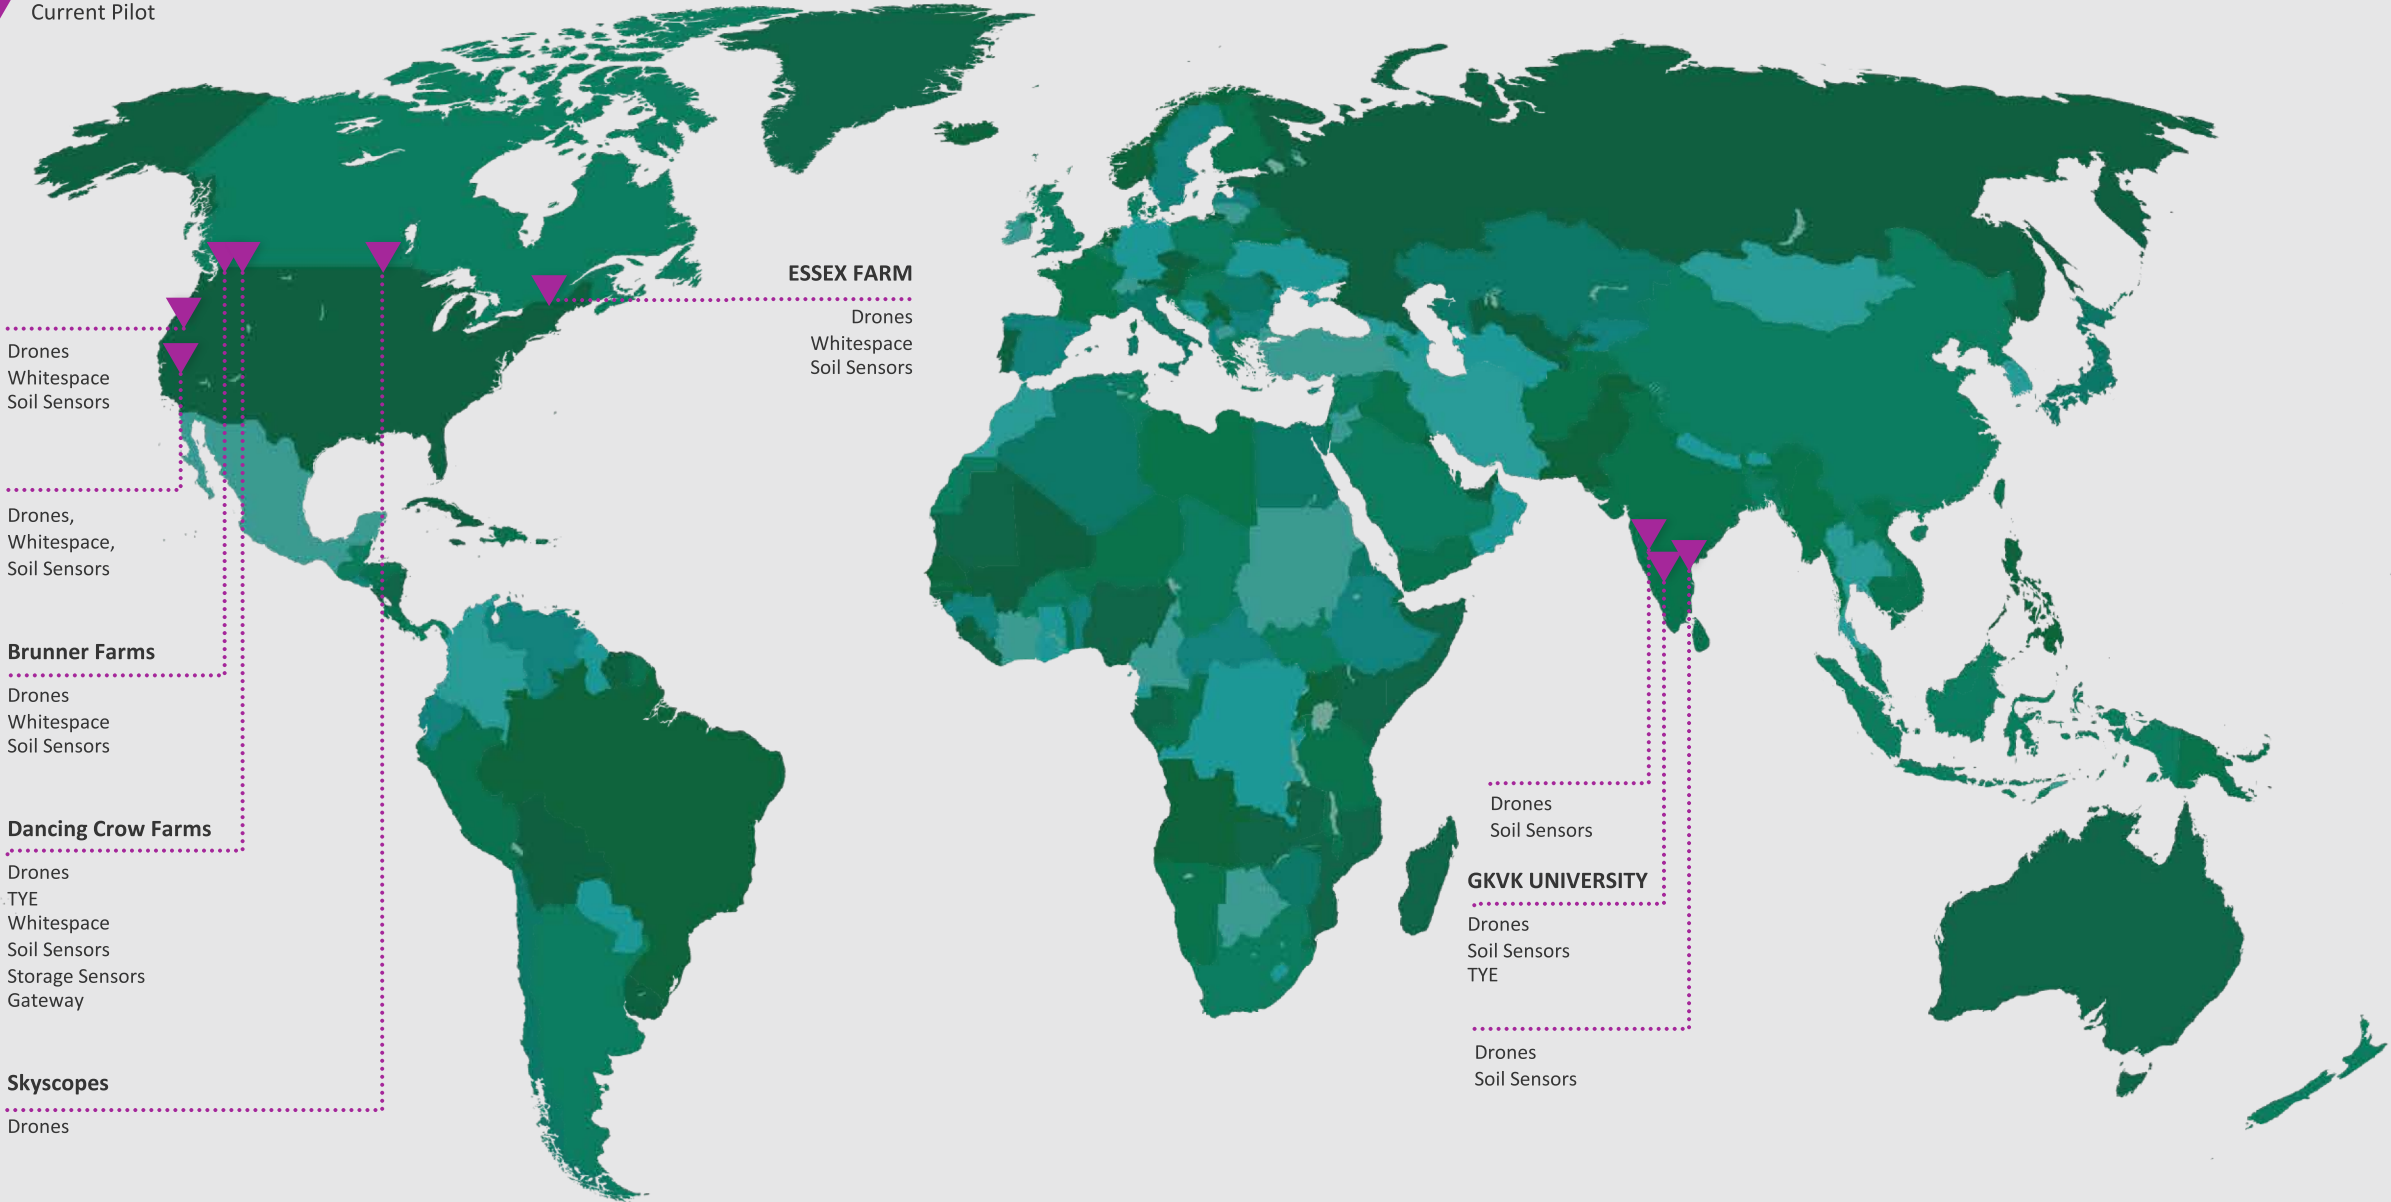 Current Pilot
Drones
Whitespace
Soil Sensors
Drones,
Whitespace,
Soil Sensors
Brunner Farms
Drones
Whitespace
Soil Sensors
Dancing Crow Farms
Drones
TYE
Whitespace
Soil Sensors
Storage Sensors
Gateway
Skyscopes
Drones
ESSEX FARM
Drones
Whitespace
Soil Sensors
Drones
Soil Sensors
GKVK UNIVERSITY
Drones
Soil Sensors
TYE
Drones
Soil Sensors